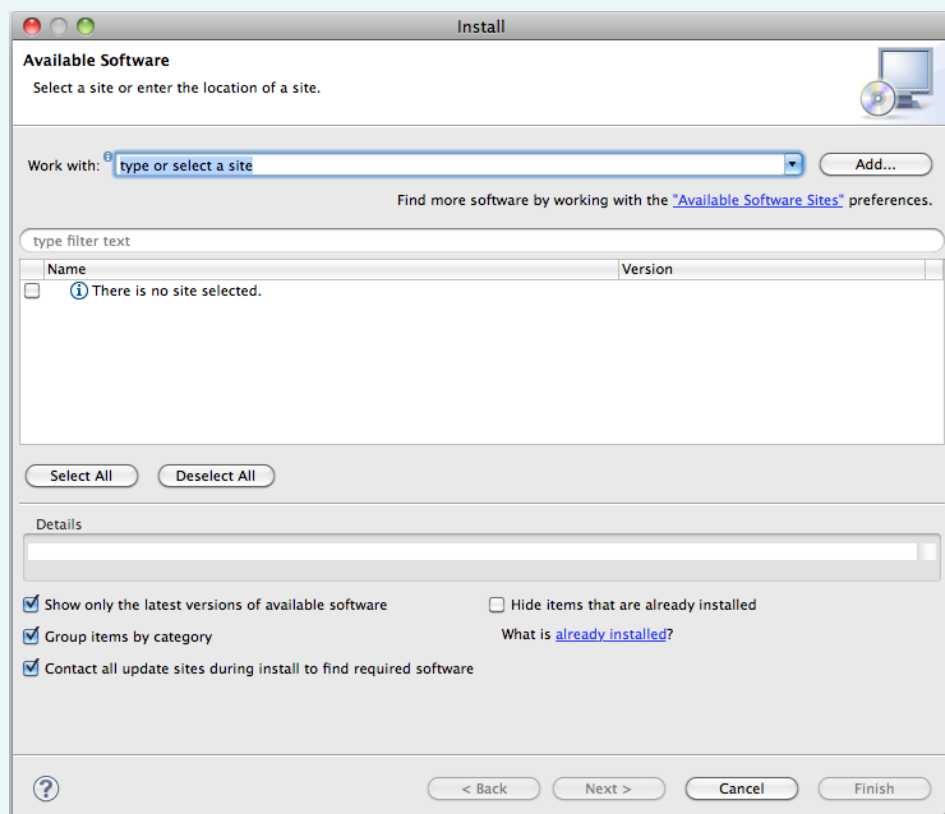 Install
Available Software
Select a site or enter the location of a site.
Work with: type or select a site Add...
Find more software by working with the "Available Software Sites" preferences.
type filter text
Name Version
There is no site selected.
Select All Deselect All
Details
Show only the latest versions of available software Hide items that are already installed
Group items by category What is already installed?
Contact all update sites during install to find required software
? < Back Next > Cancel Finish